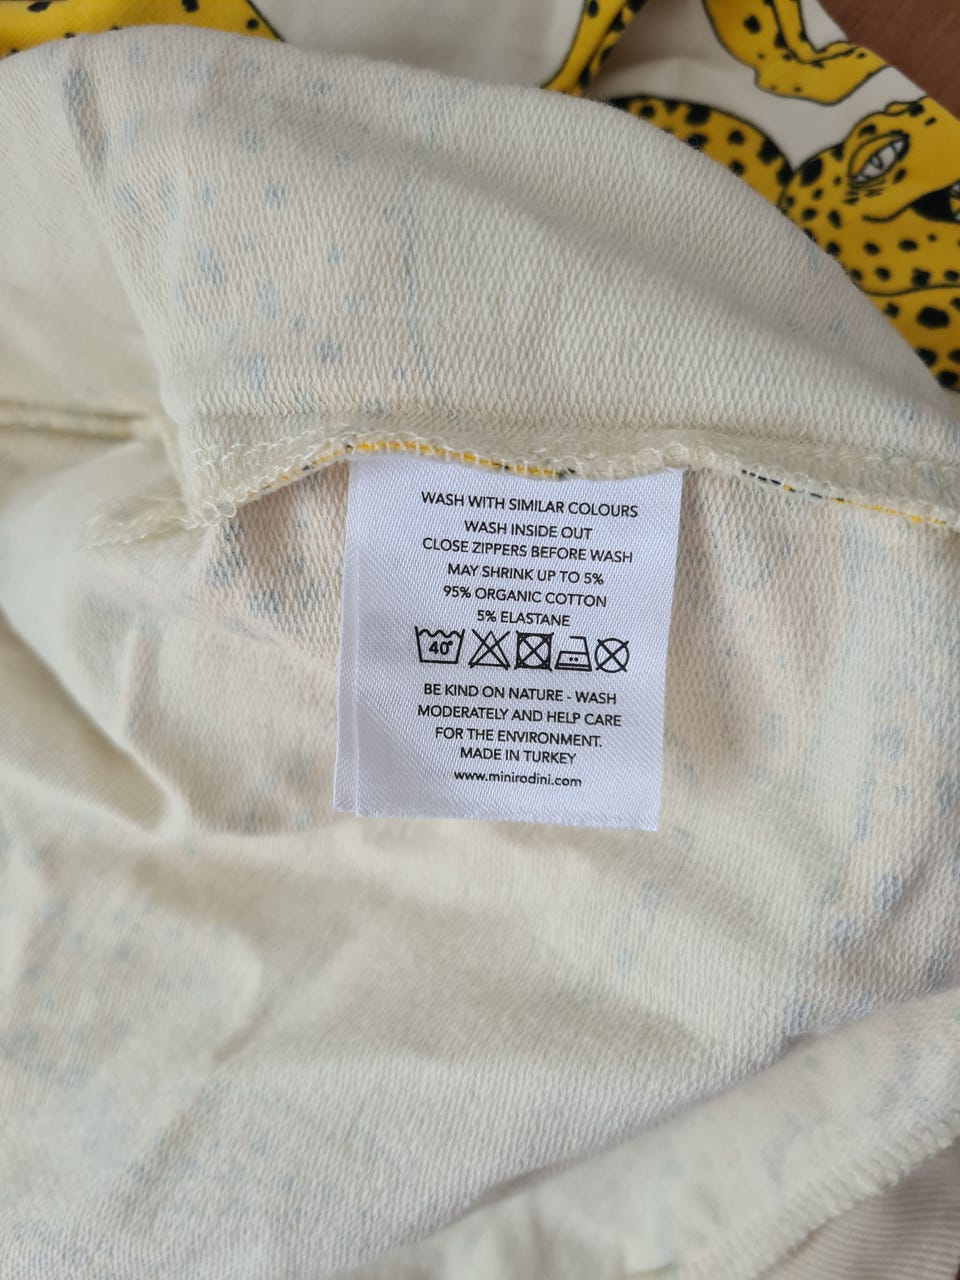 WASH WITH SIMILAR COLOURS
WASH INSIDE OUT
CLOSE ZIPPERS BEFORE WASH
MAY SHRINK UP TO 5%
95% ORGANIC COTTON
5% ELASTANE
40°
BE KIND ON NATURE - WASH
MODERATELY AND HELP CARE
FOR THE ENVIRONMENT.
MADE IN TURKEY
www.minirodini.com